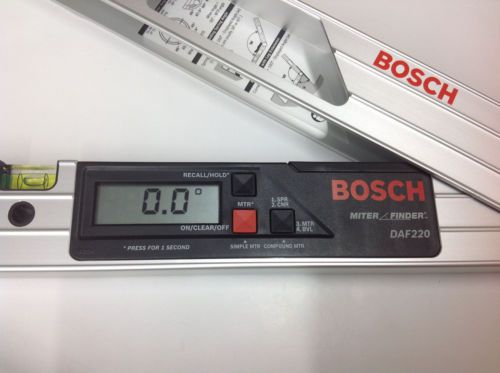 BOSCH
RECALL/HOLD*
0.0°
MTR*
1. SPR
2. CNR
3. MTR
4. BVL
ON/CLEAR/OFF
* PRESS FOR 1 SECOND
SIMPLE MTR
COMPOUND MTR
BOSCH
MITER FINDER®
DAF220